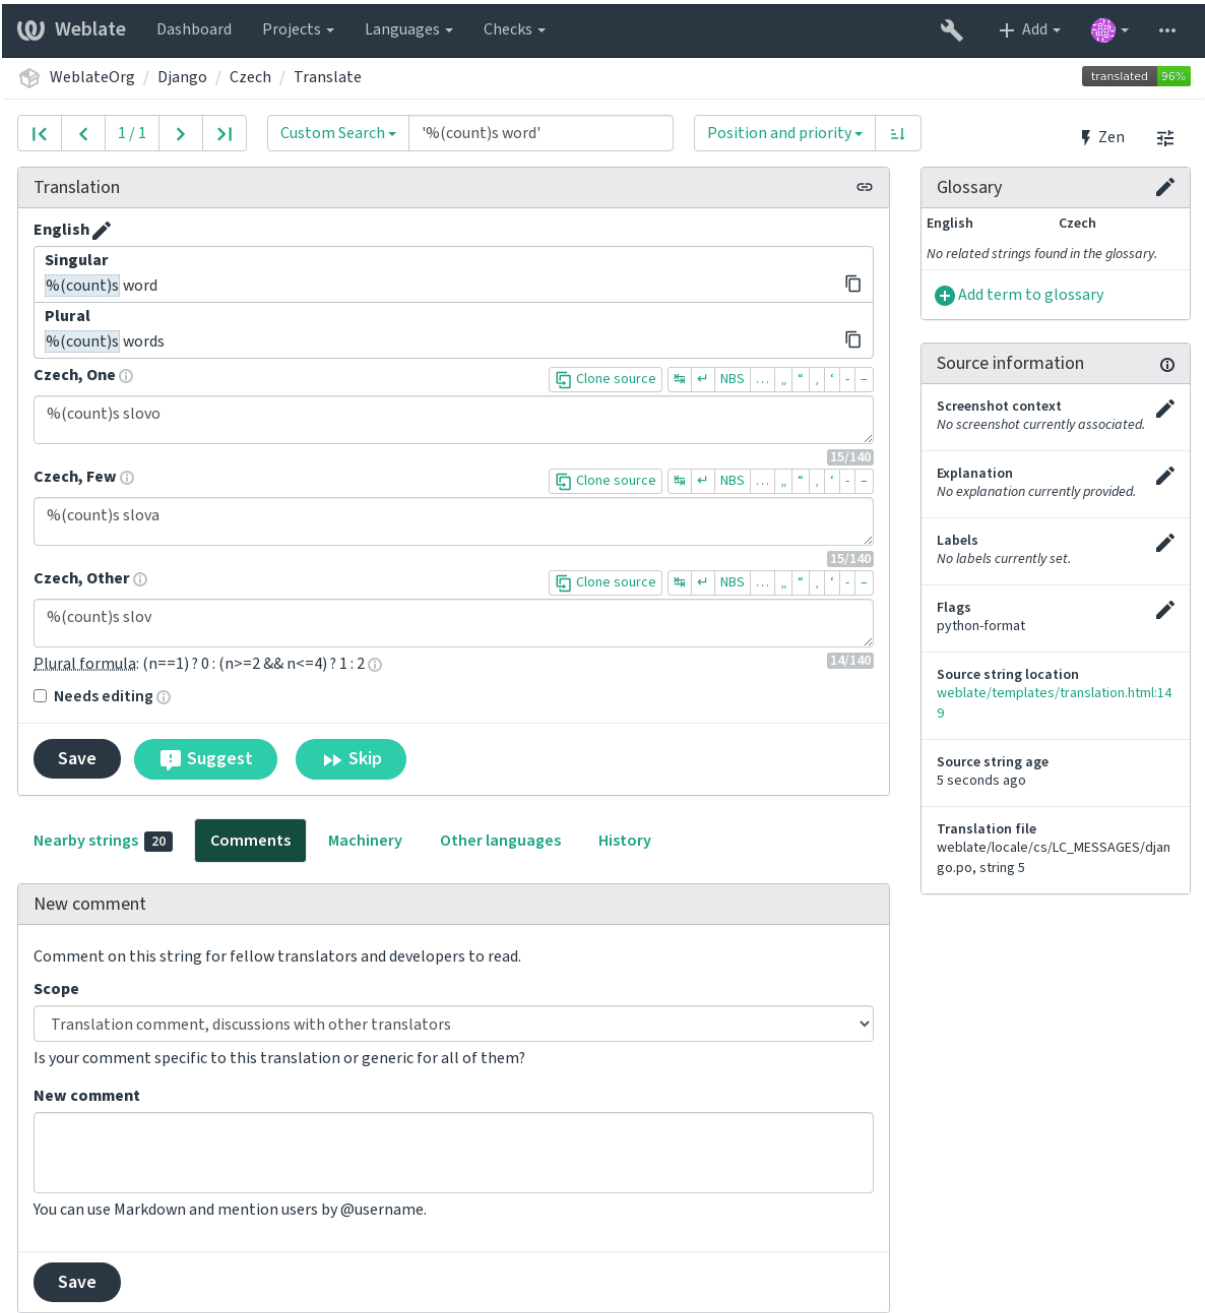 Weblate Dashboard Projects Languages Checks Add
WeblateOrg / Django / Czech / Translate translated 96%
1 / 1 Custom Search '%(count)s word' Position and priority Zen
Translation
English
Singular
%(count)s word
Plural
%(count)s words
Czech, One Clone source ↹ ↵ NBS … „ “ ‚ ‘ - –
%(count)s slovo
15/140
Czech, Few Clone source ↹ ↵ NBS … „ “ ‚ ‘ - –
%(count)s slova
15/140
Czech, Other Clone source ↹ ↵ NBS … „ “ ‚ ‘ - –
%(count)s slov
Plural formula: (n==1) ? 0 : (n>=2 && n<=4) ? 1 : 2 14/140
Needs editing
Save Suggest Skip
Nearby strings 20 Comments Machinery Other languages History
New comment
Comment on this string for fellow translators and developers to read.
Scope
Translation comment, discussions with other translators
Is your comment specific to this translation or generic for all of them?
New comment
You can use Markdown and mention users by @username.
Save
Glossary
English Czech
No related strings found in the glossary.
Add term to glossary
Source information
Screenshot context
No screenshot currently associated.
Explanation
No explanation currently provided.
Labels
No labels currently set.
Flags
python-format
Source string location
weblate/templates/translation.html:14
9
Source string age
5 seconds ago
Translation file
weblate/locale/cs/LC_MESSAGES/djan
go.po, string 5